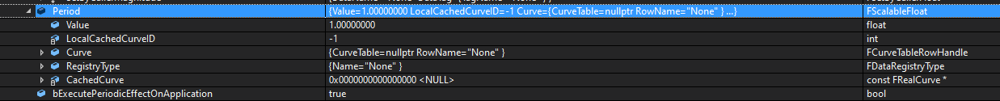 Period {Value=1.00000000 LocalCachedCurveID=-1 Curve={CurveTable=nullptr RowName="None" } ...} FScalableFloat
Value 1.00000000 float
LocalCachedCurveID -1 int
Curve {CurveTable=nullptr RowName="None" } FCurveTableRowHandle
RegistryType {Name="None" } FDataRegistryType
CachedCurve 0x0000000000000000 <NULL> const FRealCurve *
bExecutePeriodicEffectOnApplication true bool